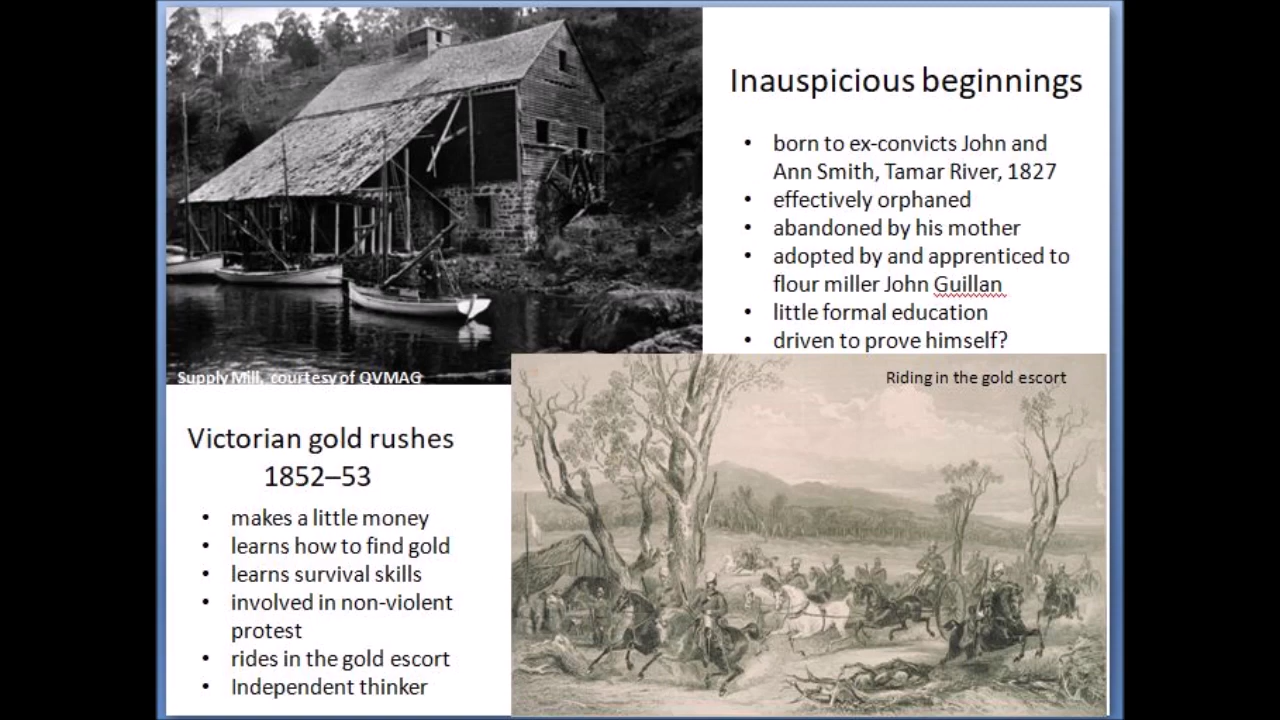 Inauspicious beginnings
• born to ex-convicts John and
Ann Smith, Tamar River, 1827
• effectively orphaned
• abandoned by his mother
• adopted by and apprenticed to
flour miller John Guillan
• little formal education
• driven to prove himself?
Supply Mill, courtesy of QVMAG
Riding in the gold escort
Victorian gold rushes
1852–53
• makes a little money
• learns how to find gold
• learns survival skills
• involved in non-violent
protest
• rides in the gold escort
• Independent thinker